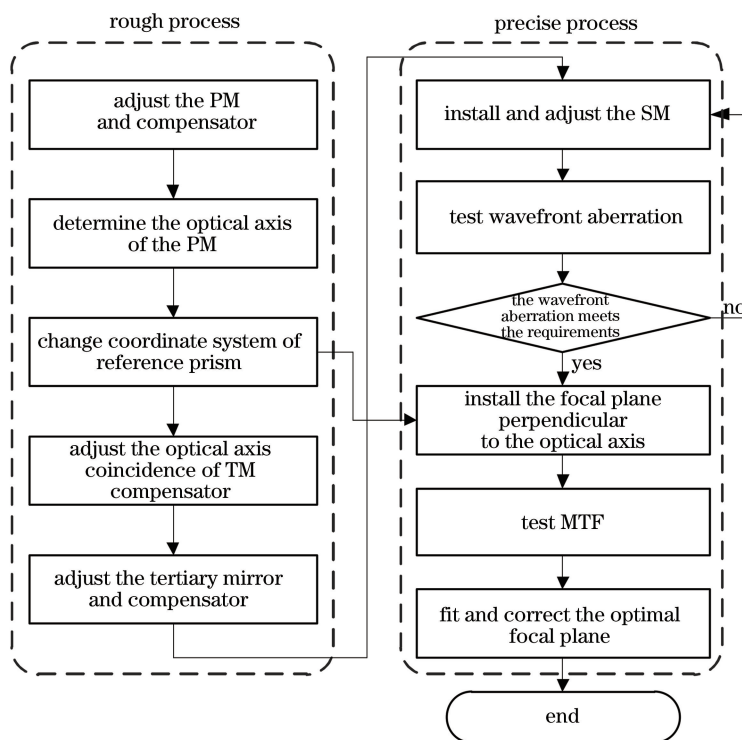 rough process
adjust the PM
and compensator
determine the optical axis
of the PM
change coordinate system of
reference prism
adjust the optical axis
coincidence of TM
compensator
adjust the tertiary mirror
and compensator
precise process
install and adjust the SM
test wavefront aberration
the wavefront
aberration meets
the requirements
no
yes
install the focal plane
perpendicular
to the optical axis
test MTF
fit and correct the optimal
focal plane
end